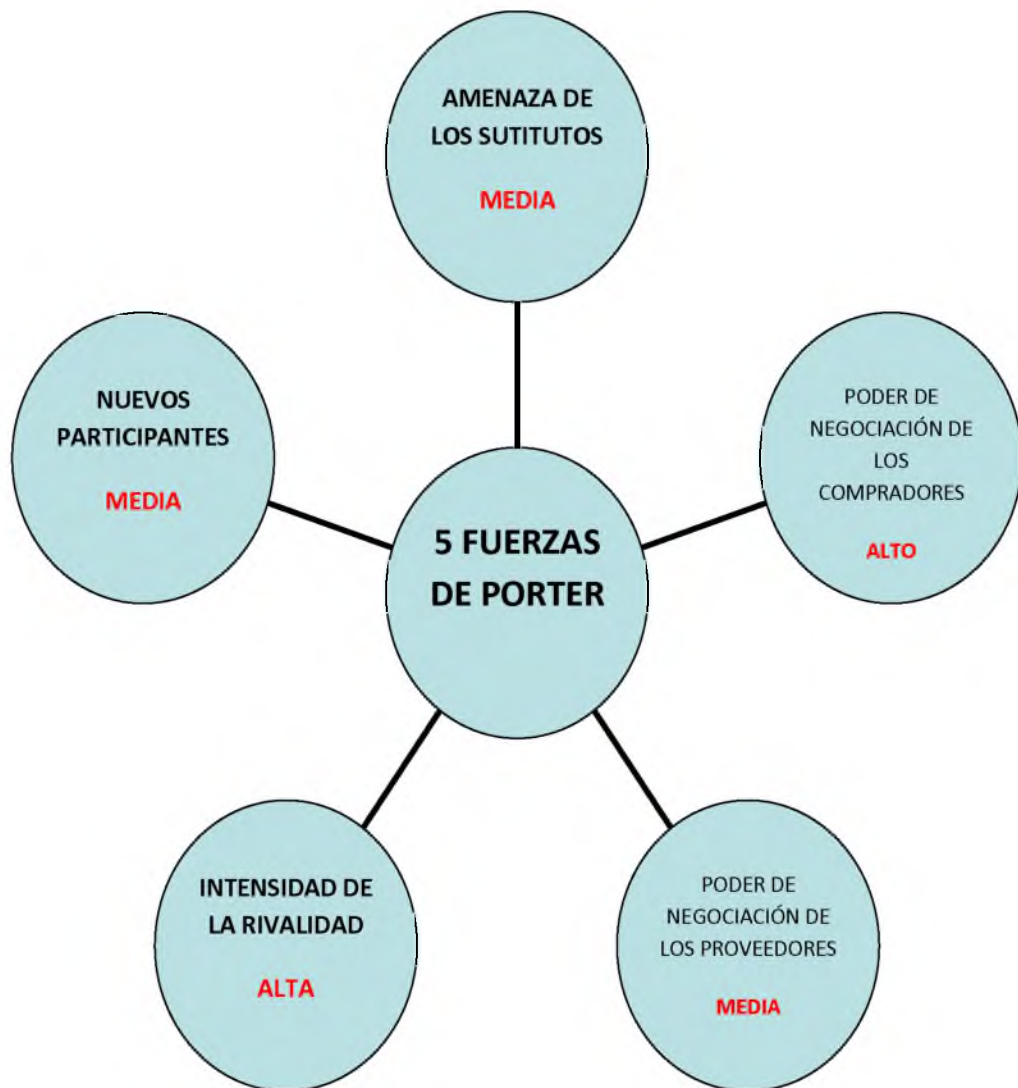 AMENAZA DE
LOS SUTITUTOS
MEDIA
NUEVOS
PARTICIPANTES
MEDIA
PODER DE
NEGOCIACIÓN DE
LOS
COMPRADORES
ALTO
5 FUERZAS
DE PORTER
INTENSIDAD DE
LA RIVALIDAD
ALTA
PODER DE
NEGOCIACIÓN DE
LOS PROVEEDORES
MEDIA